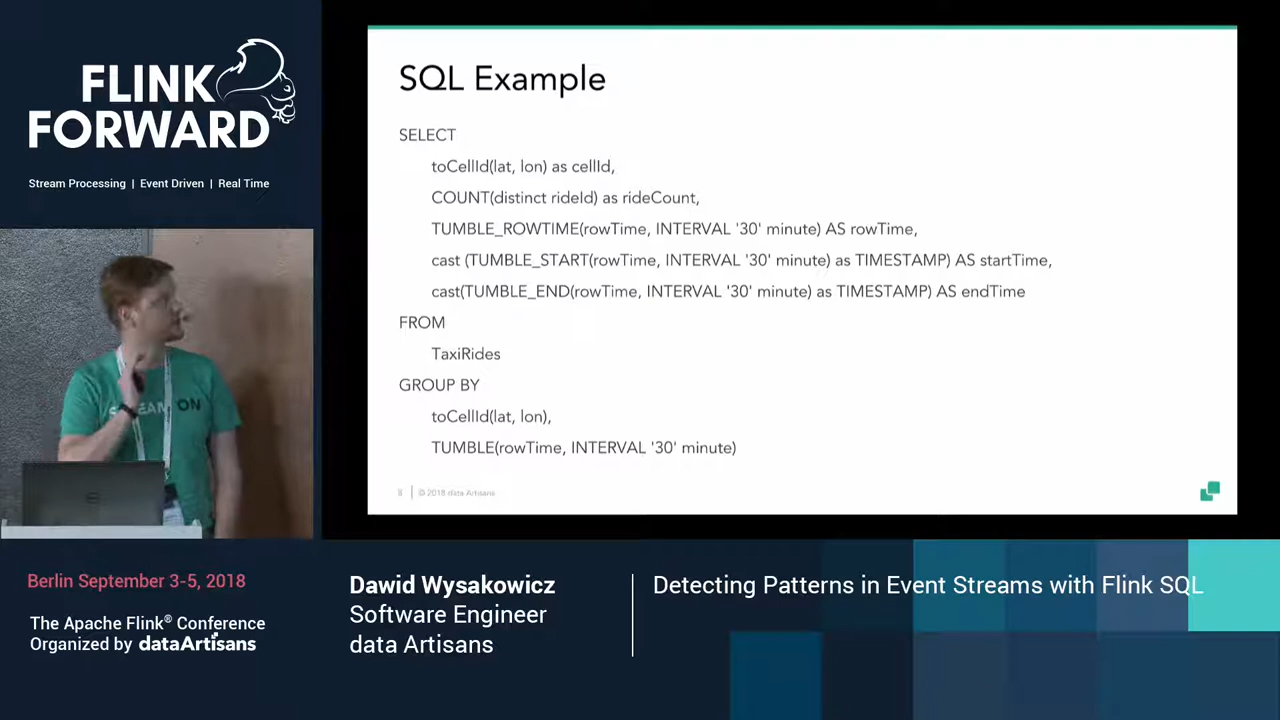 FLINK
FORWARD
Stream Processing | Event Driven | Real Time
SQL Example
SELECT
toCellId(lat, lon) as cellId,
COUNT(distinct rideId) as rideCount,
TUMBLE_ROWTIME(rowTime, INTERVAL '30' minute) AS rowTime,
cast (TUMBLE_START(rowTime, INTERVAL '30' minute) as TIMESTAMP) AS startTime,
cast(TUMBLE_END(rowTime, INTERVAL '30' minute) as TIMESTAMP) AS endTime
FROM
TaxiRides
GROUP BY
toCellId(lat, lon),
TUMBLE(rowTime, INTERVAL '30' minute)
8 | © 2018 data Artisans
Berlin September 3-5, 2018
The Apache Flink® Conference
Organized by dataArtisans
Dawid Wysakowicz
Software Engineer
data Artisans
Detecting Patterns in Event Streams with Flink SQL